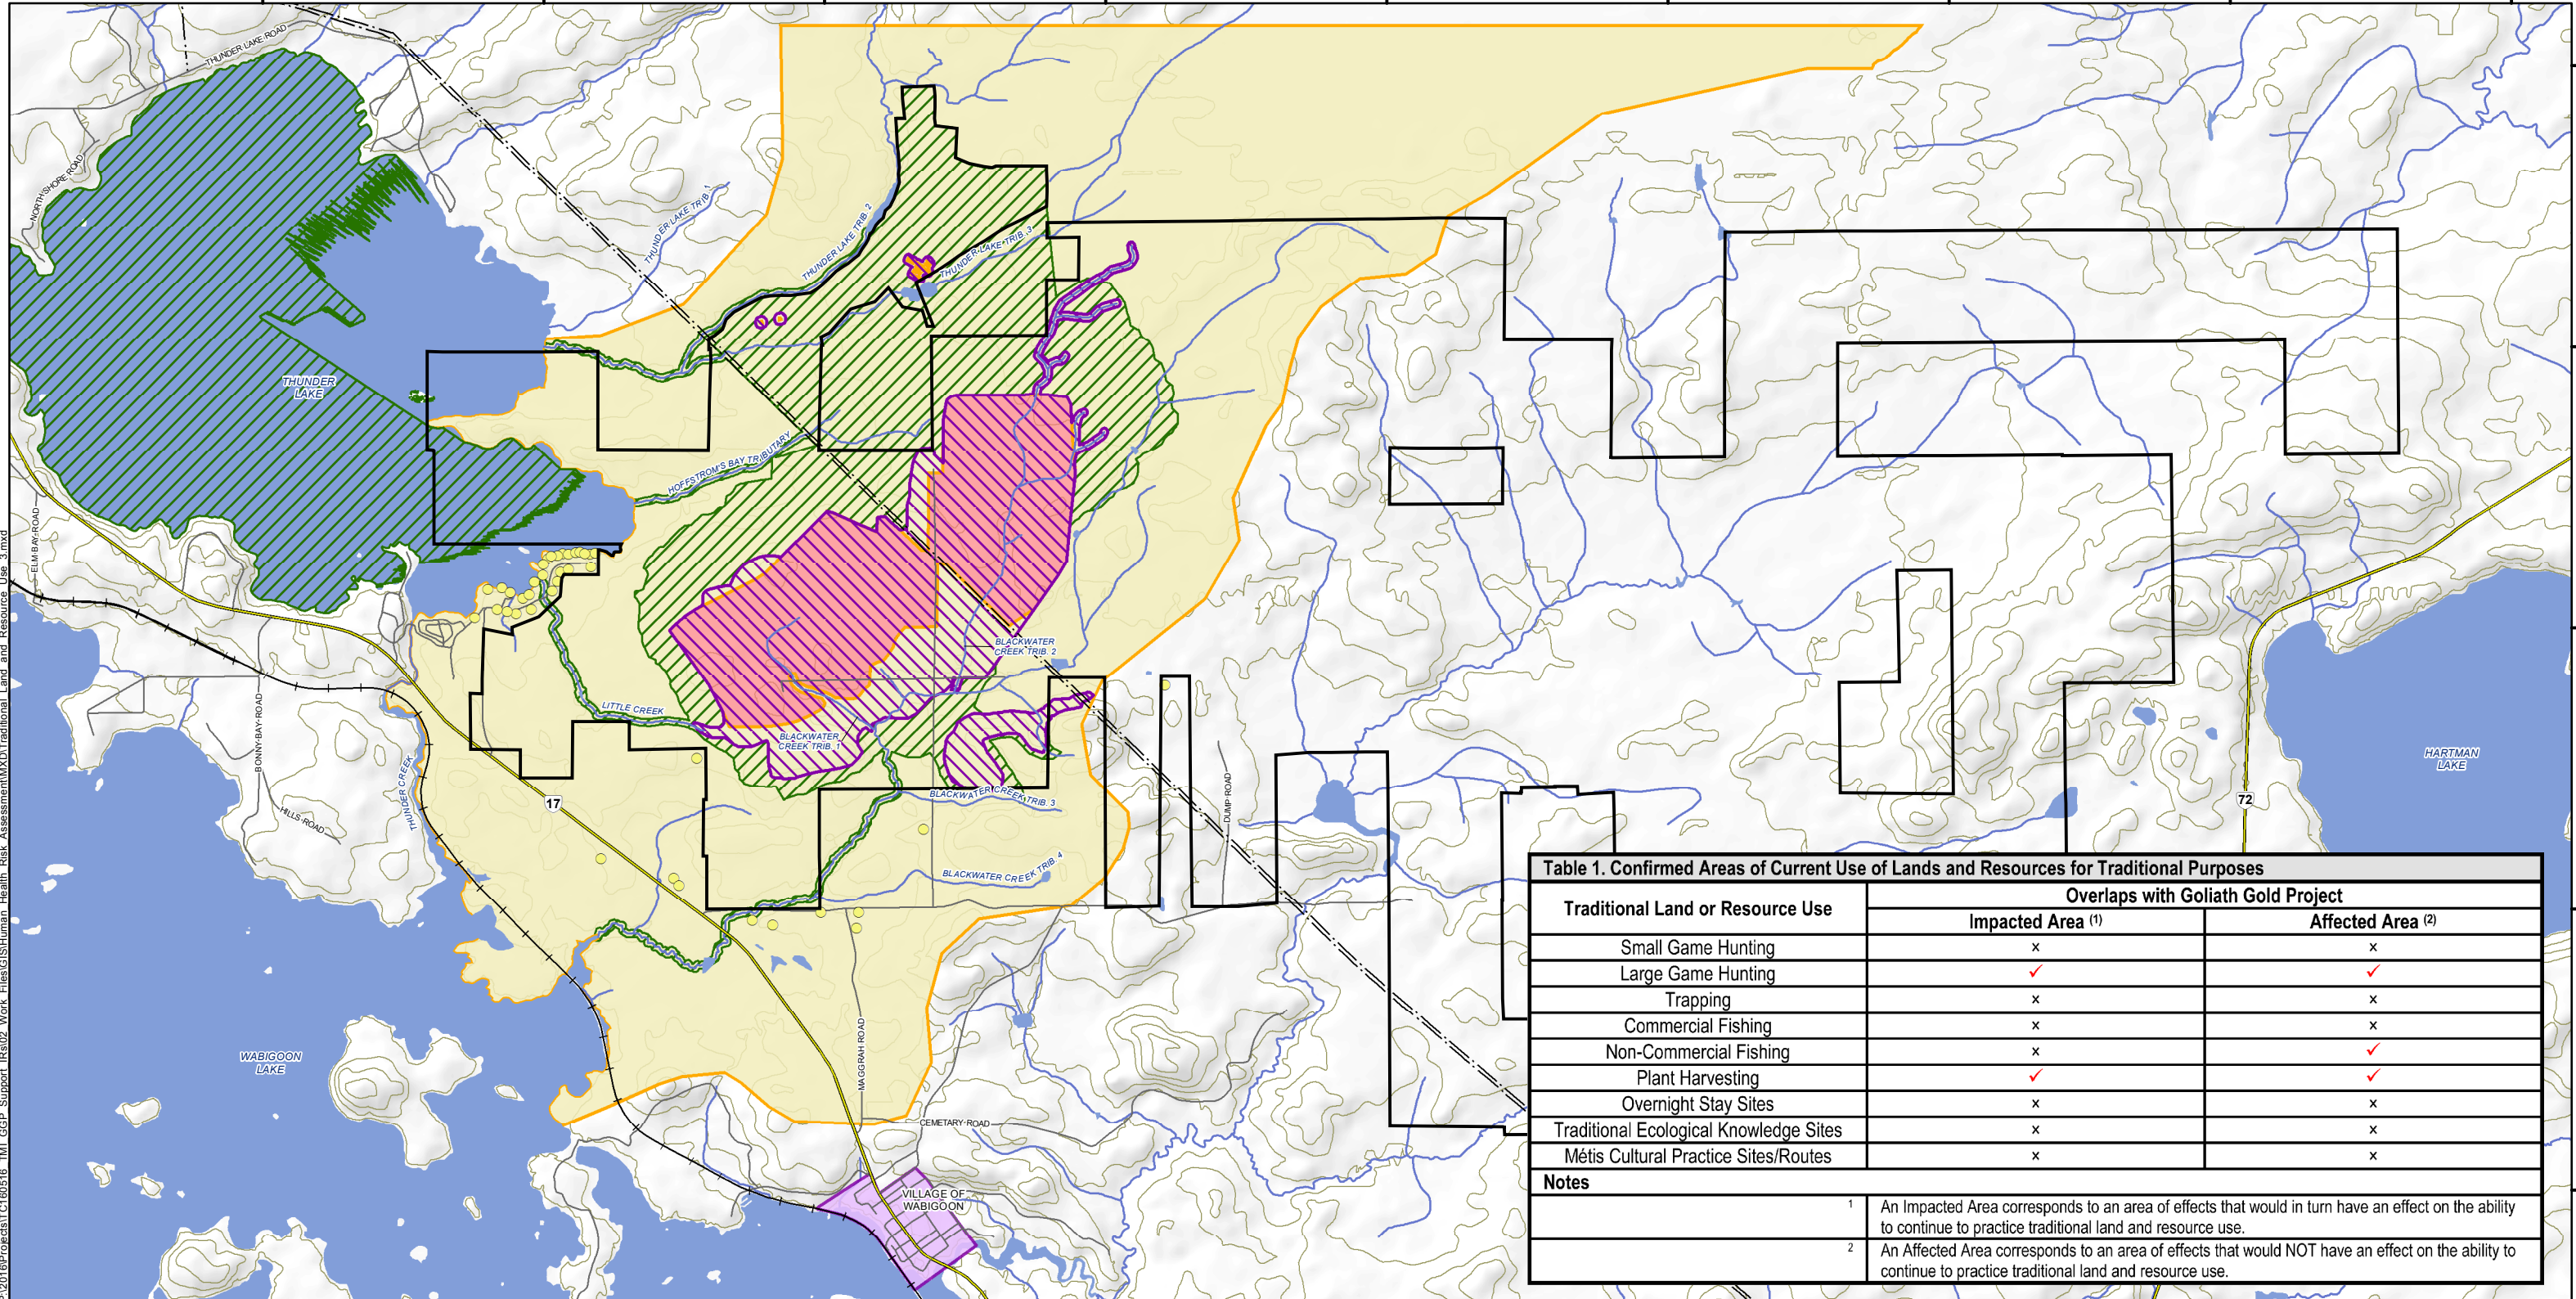 THUNDER LAKE ROAD
NORTH SHORE ROAD
THUNDER LAKE TRIB. 1
THUNDER LAKE TRIB. 2
THUNDER LAKE TRIB. 3
THUNDER
LAKE
HOFFSTROM'S BAY TRIBUTARY
ELM BAY ROAD
BLACKWATER
CREEK TRIB. 2
BONNY BAY ROAD
LITTLE CREEK
BLACKWATER
CREEK TRIB. 1
HARTMAN
LAKE
THUNDER CREEK
17
BLACKWATER CREEK TRIB. 3
DUMP ROAD
72
HILLS ROAD
BLACKWATER CREEK TRIB. 4
WABIGOON
LAKE
MAGGRAH ROAD
CEMETARY ROAD
VILLAGE OF
WABIGOON
P:\2016\Projects\TC160516_TMI_GGP_Support_IRs\02_Work_Files\GIS\Human_Health_Risk_Assessment\MXD\Traditional_Land_and_Resource_Use_3.mxd
Table 1. Confirmed Areas of Current Use of Lands and Resources for Traditional Purposes
Traditional Land or Resource Use
Overlaps with Goliath Gold Project
Impacted Area (1) Affected Area (2)
Small Game Hunting x x
Large Game Hunting ✓ ✓
Trapping x x
Commercial Fishing x x
Non-Commercial Fishing x ✓
Plant Harvesting ✓ ✓
Overnight Stay Sites x x
Traditional Ecological Knowledge Sites x x
Métis Cultural Practice Sites/Routes x x
Notes
1 An Impacted Area corresponds to an area of effects that would in turn have an effect on the ability
to continue to practice traditional land and resource use.
2 An Affected Area corresponds to an area of effects that would NOT have an effect on the ability to
continue to practice traditional land and resource use.